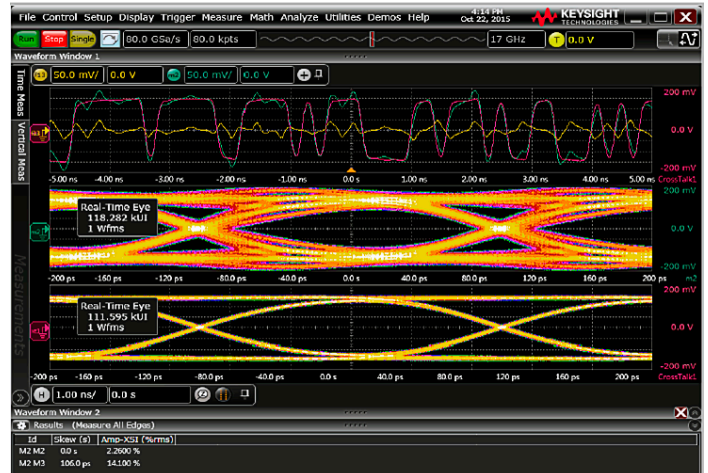 File Control Setup Display Trigger Measure Math Analyze Utilities Demos Help
4:14 PM
Oct 22, 2015
KEYSIGHT
TECHNOLOGIES
Run Stop Single 80.0 GSa/s 80.0 kpts 17 GHz T 0.0 V
Waveform Window 1
Time Meas
Vertical Meas
Measurements
50.0 mV/ 0.0 V m2 50.0 mV/ 0.0 V
200 mV
0.0 V
-200 mV
-5.00 ns -4.00 ns -3.00 ns -2.00 ns -1.00 ns 0.0 s 1.00 ns 2.00 ns 3.00 ns 4.00 ns 5.00 ns CrossTalk1
200 mV
Real-Time Eye
118.282 kUI
1 Wfms
0.0 V
-200 mV
-200 ps -160 ps -120 ps -80.0 ps -40.0 ps 0.0 s 40.0 ps 80.0 ps 120 ps 160 ps 200 ps m2
200 mV
Real-Time Eye
111.595 kUI
1 Wfms
0.0 V
-200 mV
-200 ps -160 ps -120 ps -80.0 ps -40.0 ps 0.0 s 40.0 ps 80.0 ps 120 ps 160 ps 200 ps CrossTalk1
H 1.00 ns/ 0.0 s
Waveform Window 2
Results (Measure All Edges)
Id Skew (s) Amp-XSI (%rms)
M2 M2 0.0 s 2.2600 %
M2 M3 106.0 ps 14.100 %